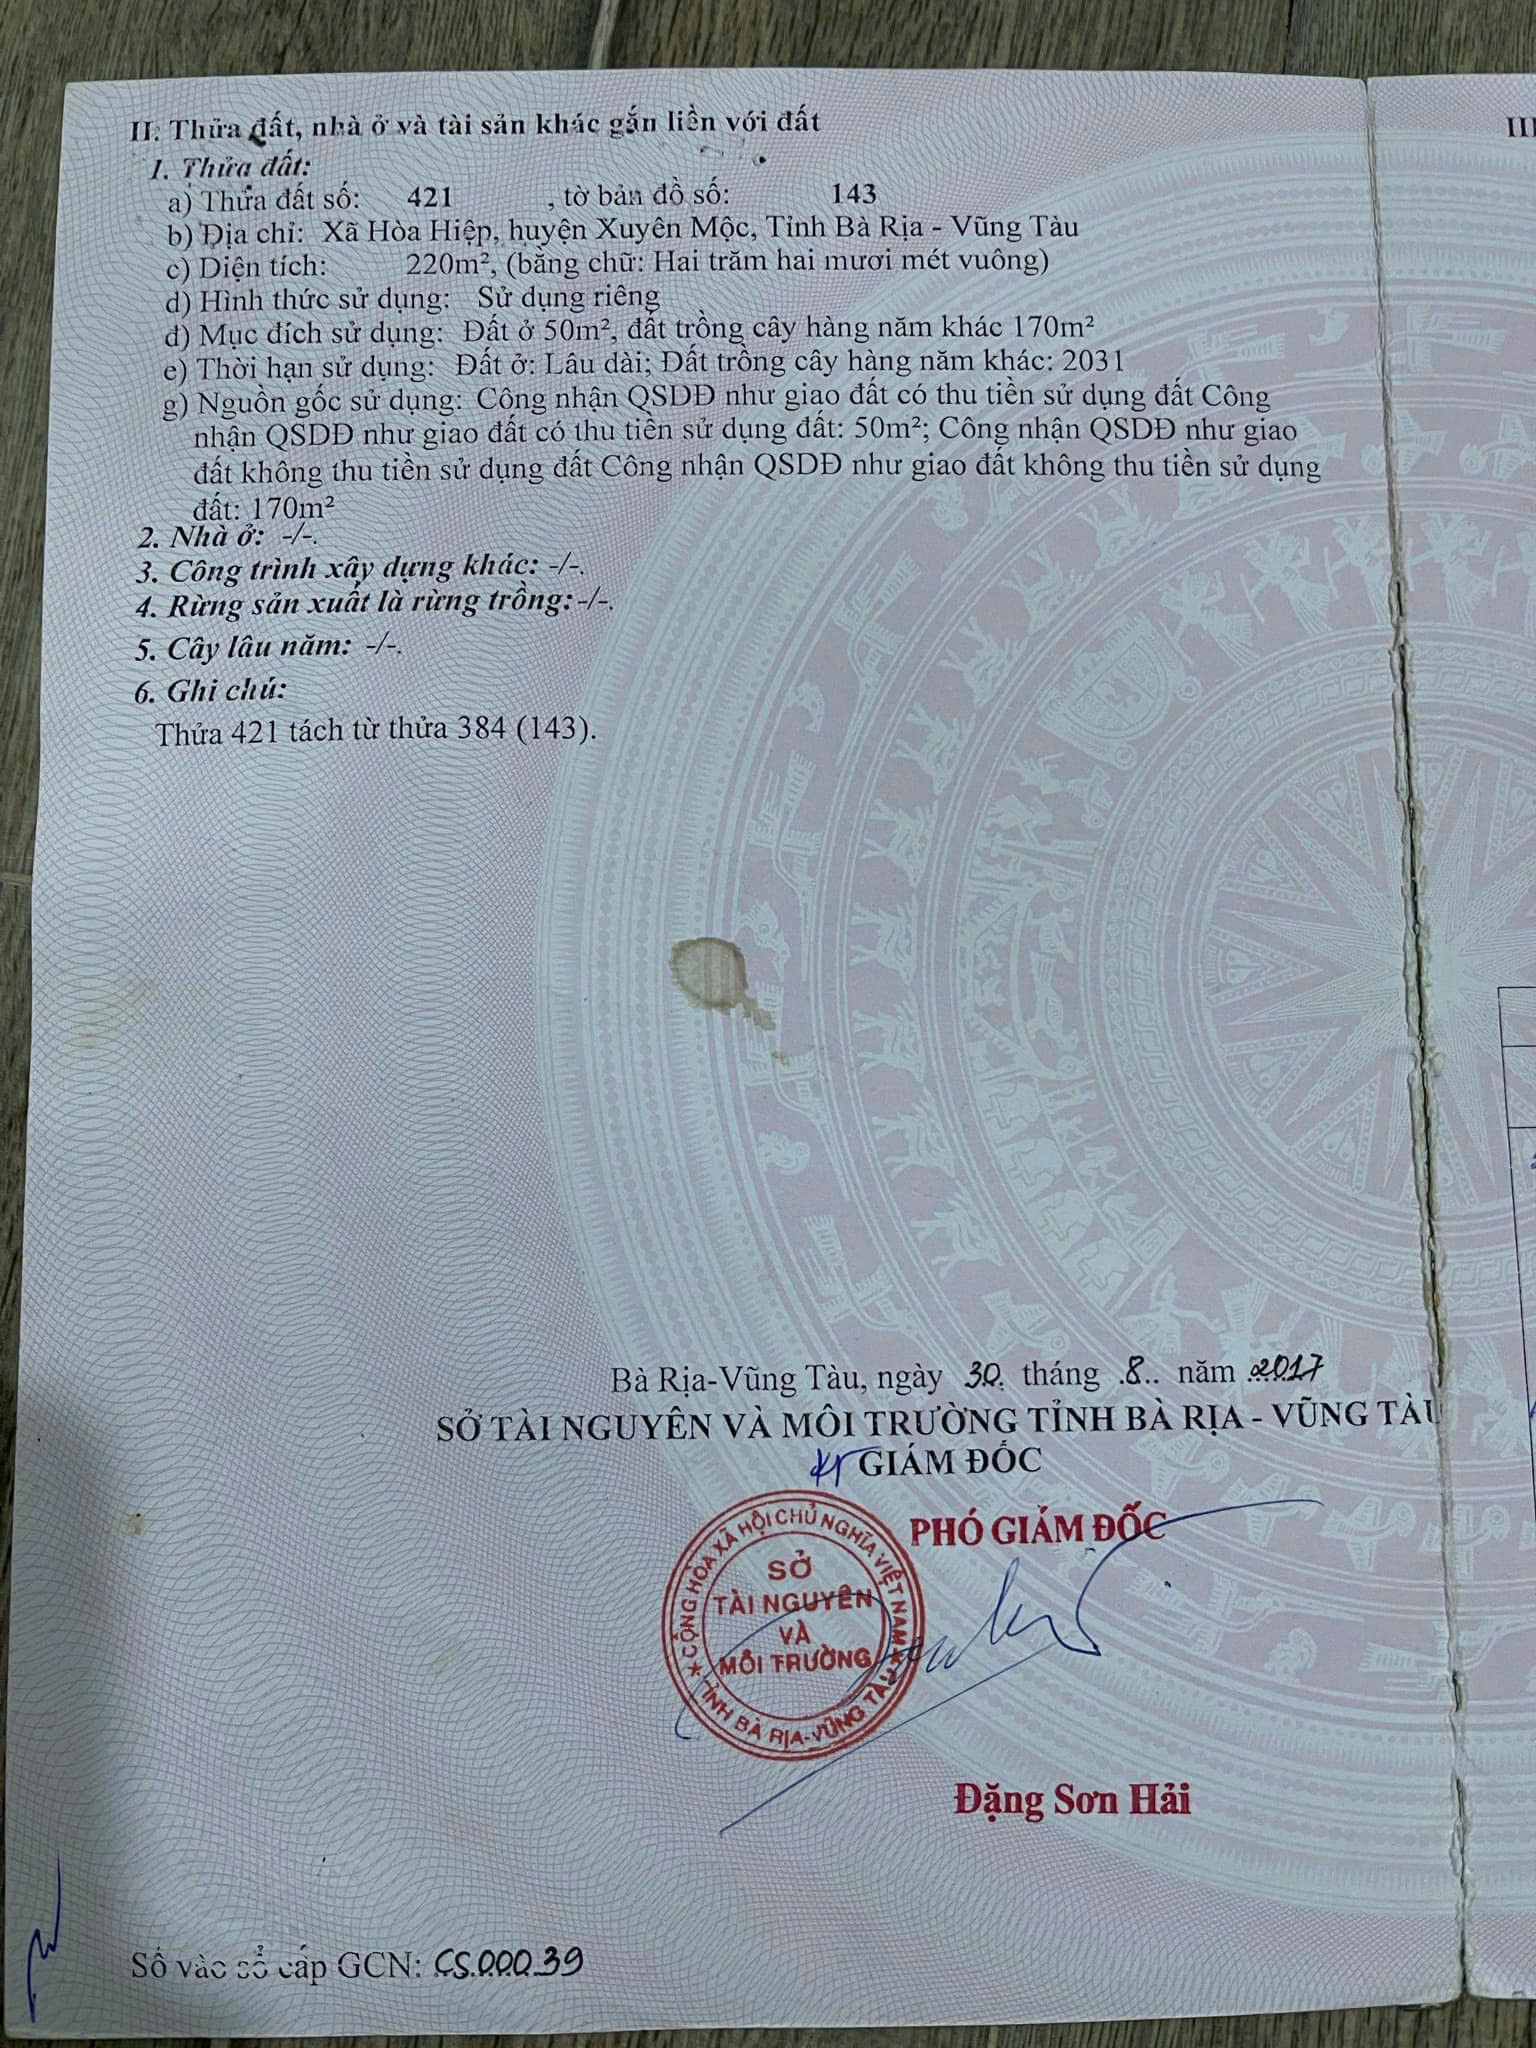 II. Thửa đất, nhà ở và tài sản khác gắn liền với đất
III
1. Thửa đất:
a) Thửa đất số: 421 , tờ bản đồ số: 143
b) Địa chỉ: Xã Hòa Hiệp, huyện Xuyên Mộc, Tỉnh Bà Rịa - Vũng Tàu
c) Diện tích: 220m², (bằng chữ: Hai trăm hai mươi mét vuông)
d) Hình thức sử dụng: Sử dụng riêng
đ) Mục đích sử dụng: Đất ở 50m², đất trồng cây hàng năm khác 170m²
e) Thời hạn sử dụng: Đất ở: Lâu dài; Đất trồng cây hàng năm khác: 2031
g) Nguồn gốc sử dụng: Công nhận QSDĐ như giao đất có thu tiền sử dụng đất Công
nhận QSDĐ như giao đất có thu tiền sử dụng đất: 50m²; Công nhận QSDĐ như giao
đất không thu tiền sử dụng đất Công nhận QSDĐ như giao đất không thu tiền sử dụng
đất: 170m²
2. Nhà ở: -/-.
3. Công trình xây dựng khác: -/-.
4. Rừng sản xuất là rừng trồng: -/-.
5. Cây lâu năm: -/-.
6. Ghi chú:
Thửa 421 tách từ thửa 384 (143).
Bà Rịa-Vũng Tàu, ngày 30 tháng 8 năm 2017
SỞ TÀI NGUYÊN VÀ MÔI TRƯỜNG TỈNH BÀ RỊA - VŨNG TÀU
KT GIÁM ĐỐC
PHÓ GIÁM ĐỐC
CỘNG HÒA XÃ HỘI CHỦ NGHĨA VIỆT NAM
SỞ
TÀI NGUYÊN
VÀ
MÔI TRƯỜNG
TỈNH BÀ RỊA-VŨNG TÀU
Đặng Sơn Hải
Số vào sổ cấp GCN: CS.000.39